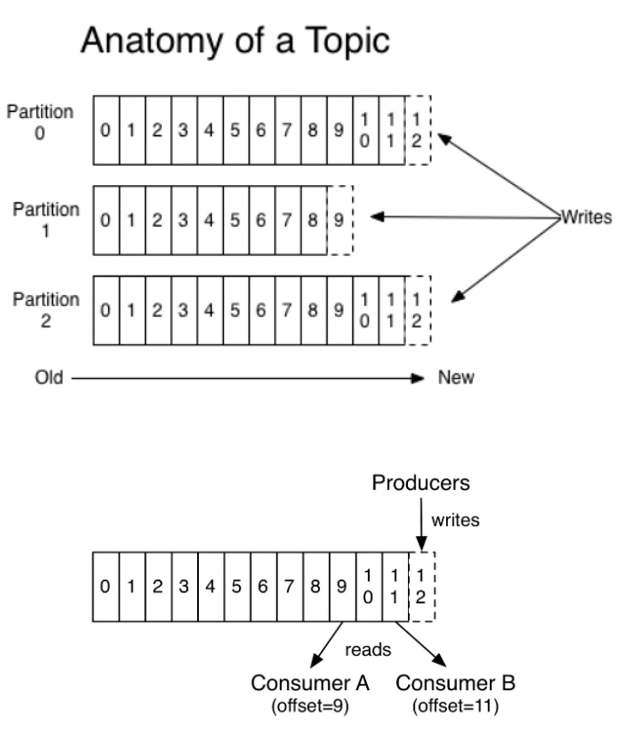 Anatomy of a Topic
Partition
0
0 1 2 3 4 5 6 7 8 9 10 11 12
Partition
1
0 1 2 3 4 5 6 7 8 9
Writes
Partition
2
0 1 2 3 4 5 6 7 8 9 10 11 12
Old New
Producers
writes
0 1 2 3 4 5 6 7 8 9 10 11 12
reads
Consumer A Consumer B
(offset=9) (offset=11)